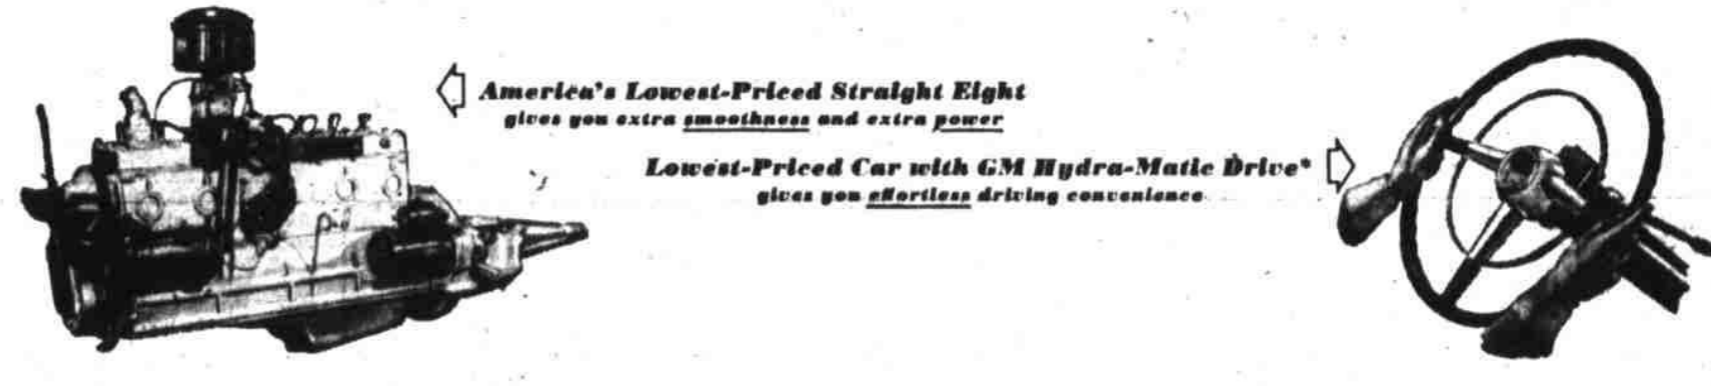 America's Lowest-Priced Straight Eight
gives you extra smoothness and extra power
Lowest-Priced Car with GM Hydra-Matic Drive*
gives you effortless driving convenience